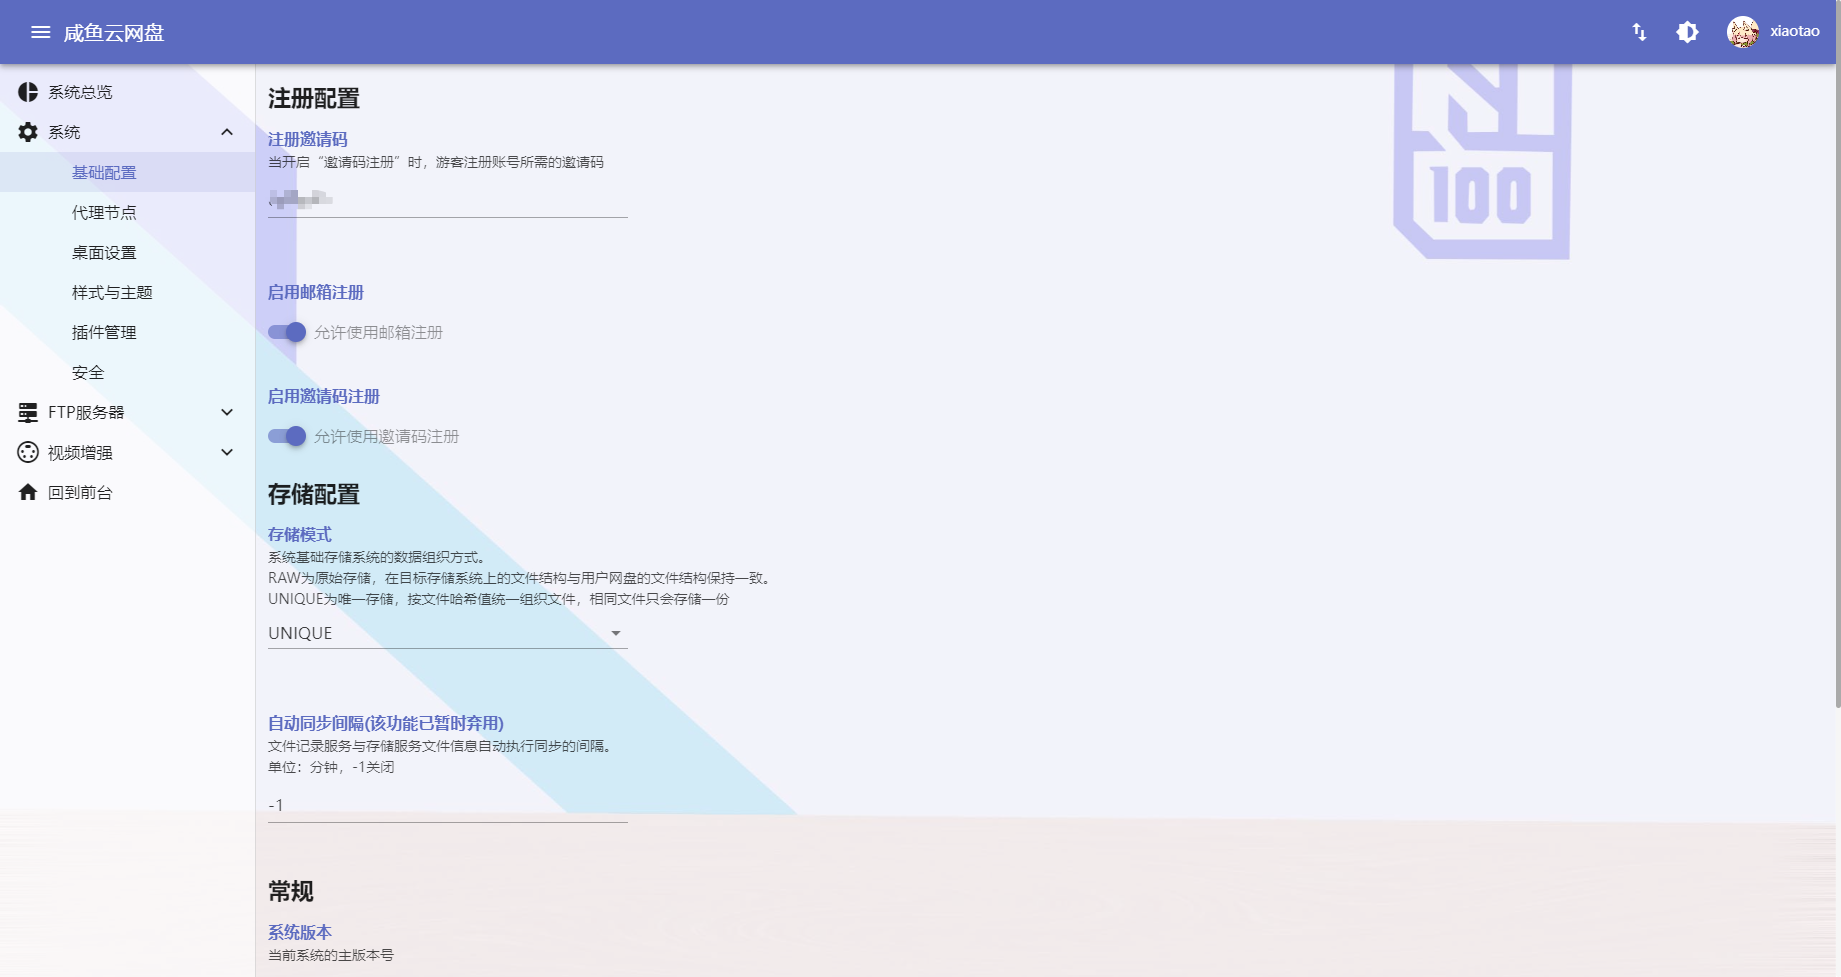 咸鱼云网盘
xiaotao
系统总览
系统
基础配置
代理节点
桌面设置
样式与主题
插件管理
安全
FTP服务器
视频增强
回到前台
注册配置
注册邀请码
当开启“邀请码注册”时，游客注册账号所需的邀请码
启用邮箱注册
允许使用邮箱注册
启用邀请码注册
允许使用邀请码注册
存储配置
存储模式
系统基础存储系统的数据组织方式。
RAW为原始存储，在目标存储系统上的文件结构与用户网盘的文件结构保持一致。
UNIQUE为唯一存储，按文件哈希值统一组织文件，相同文件只会存储一份
UNIQUE
自动同步间隔(该功能已暂时弃用)
文件记录服务与存储服务文件信息自动执行同步的间隔。
单位：分钟，-1关闭
-1
常规
系统版本
当前系统的主版本号
100